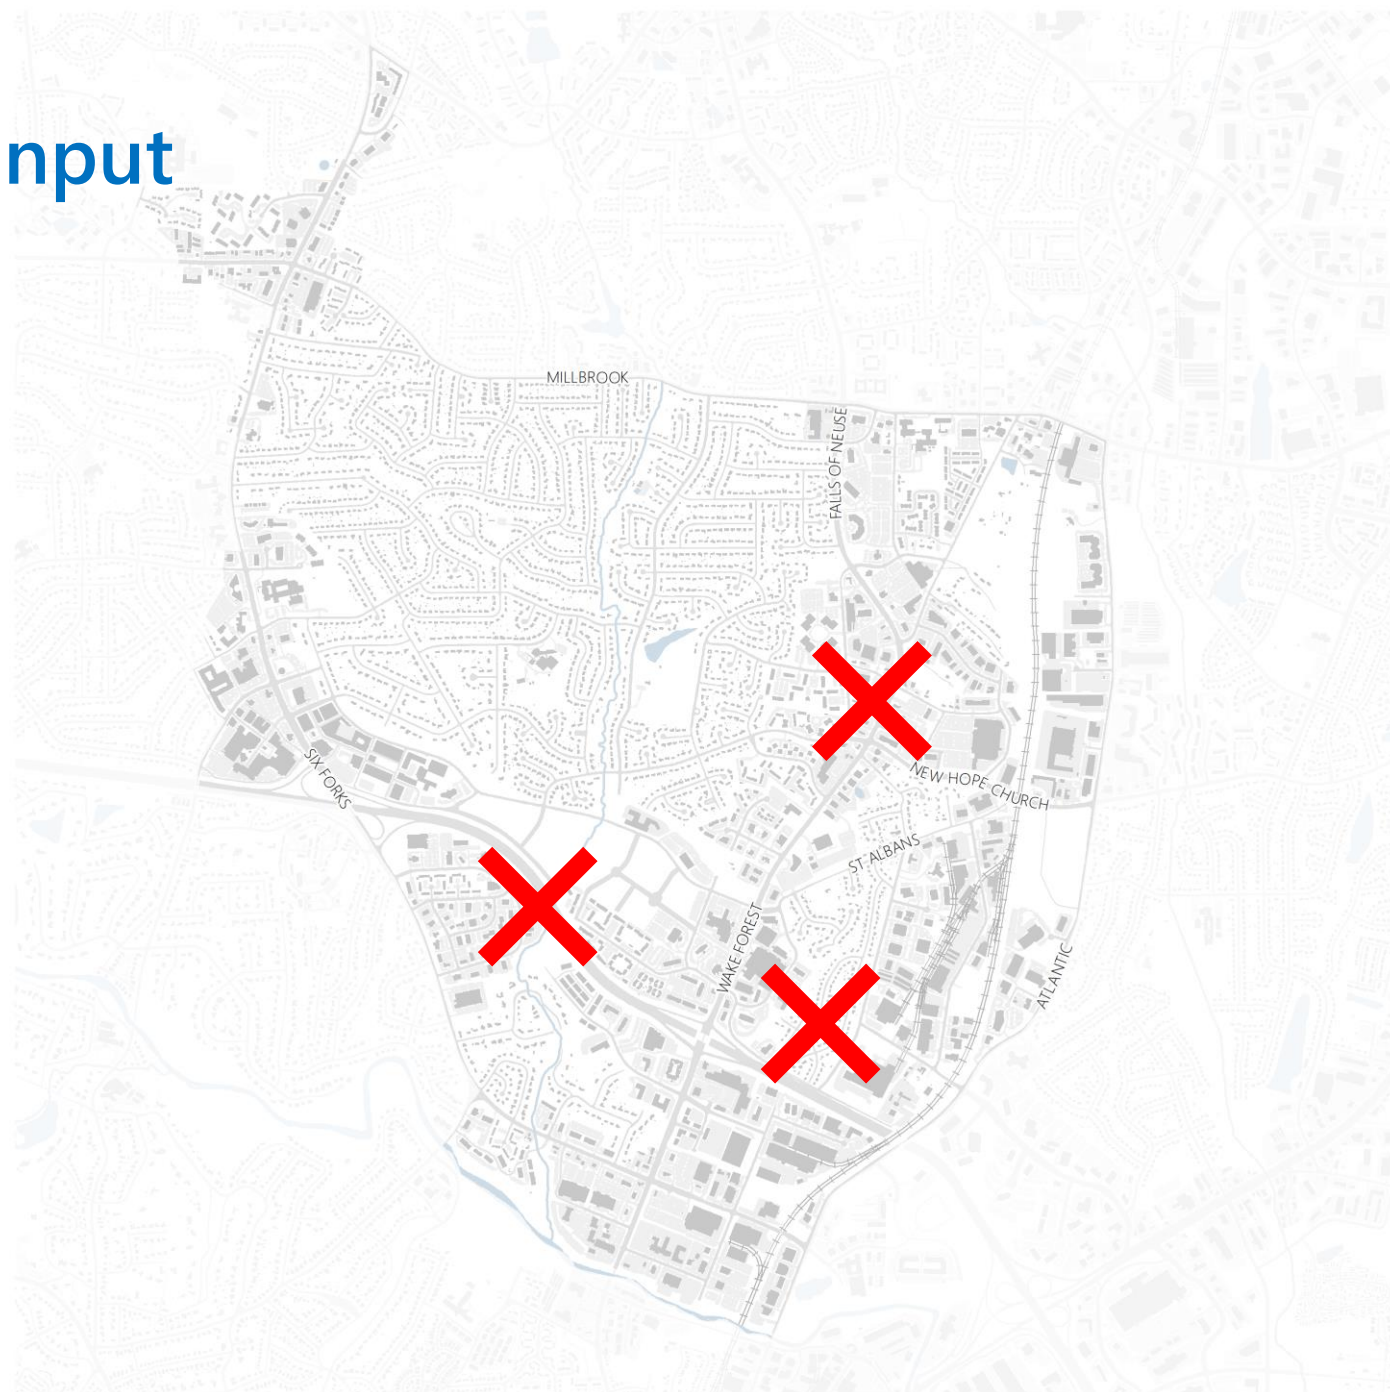 nput
MILLBROOK
FALLS OF NEUSE
SIX FORKS
NEW HOPE CHURCH
ST ALBANS
WAKE FOREST
ATLANTIC